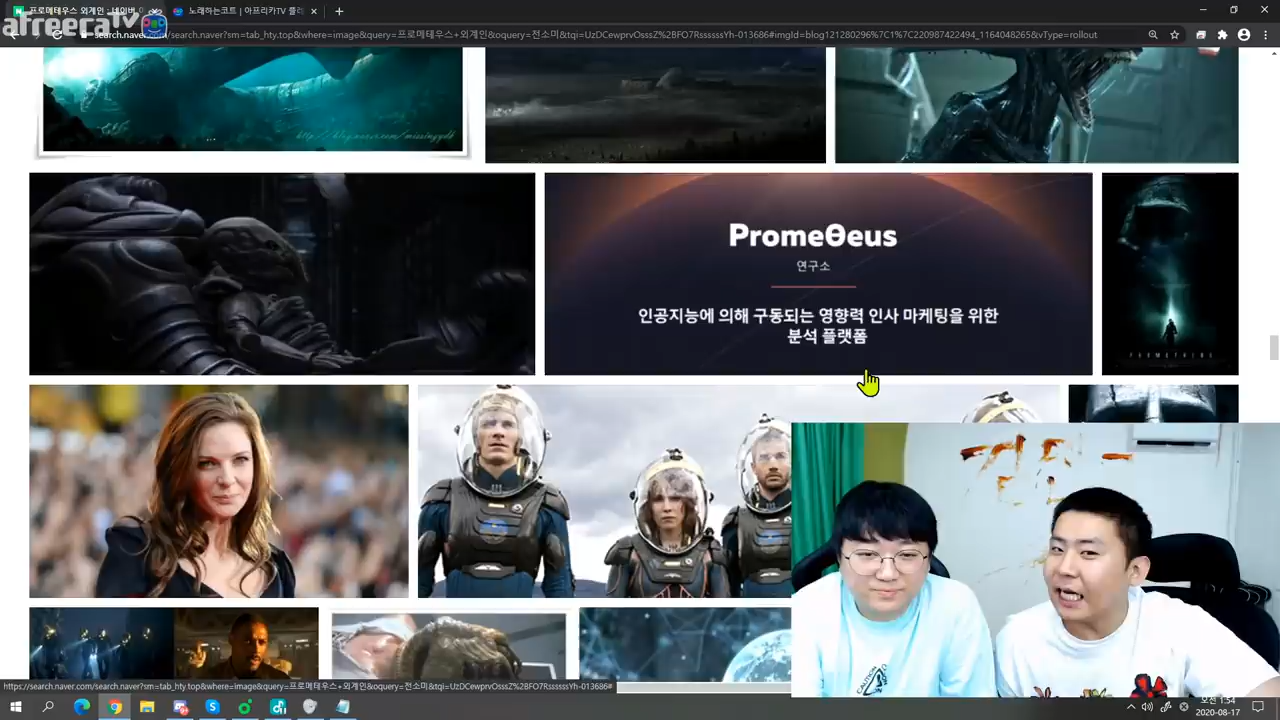 프로메테우스 외계인 - 네이버 이
노래하는코트 | 아프리카TV 플레
afreecaTV
search.naver.com/search.naver?sm=tab_hty.top&where=image&query=프로메테우스+외계인&oquery=전소미&tqi=UzDCewprvOsssZ%2BFO7RssssssYh-013686#imgId=blog121280296%7C1%7C220987422494_1164048265&vType=rollout
PromeΘeus
연구소
인공지능에 의해 구동되는 영향력 인사 마케팅을 위한
분석 플랫폼
PROMETHEUS
https://search.naver.com/search.naver?sm=tab_hty.top&where=image&query=프로메테우스+외계인&oquery=전소미&tqi=UzDCewprvOsssZ%2BFO7RssssssYh-013686#
오전 1:54
2020-08-17